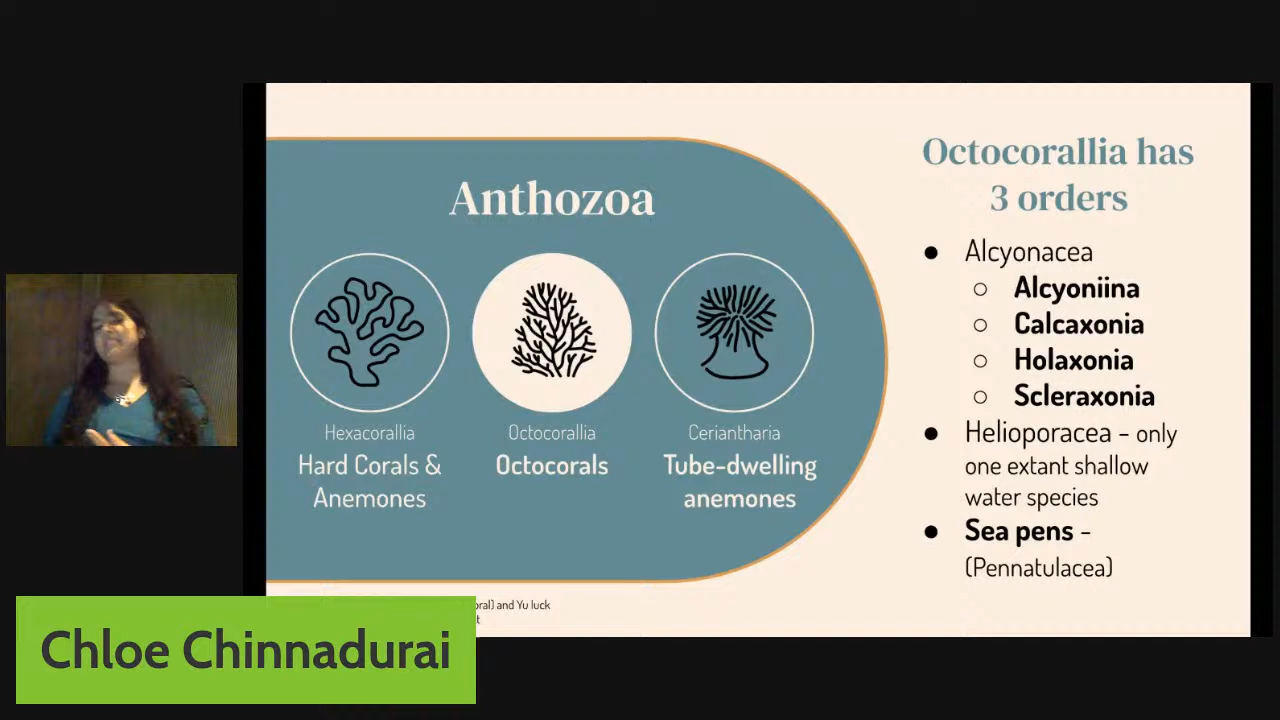 Anthozoa
Hexacorallia
Hard Corals &
Anemones
Octocorallia
Octocorals
Ceriantharia
Tube-dwelling
anemones
Octocorallia has
3 orders
● Alcyonacea
○ Alcyoniina
○ Calcaxonia
○ Holaxonia
○ Scleraxonia
● Helioporacea - only
one extant shallow
water species
● Sea pens -
(Pennatulacea)
and Yu luck
Chloe Chinnadurai